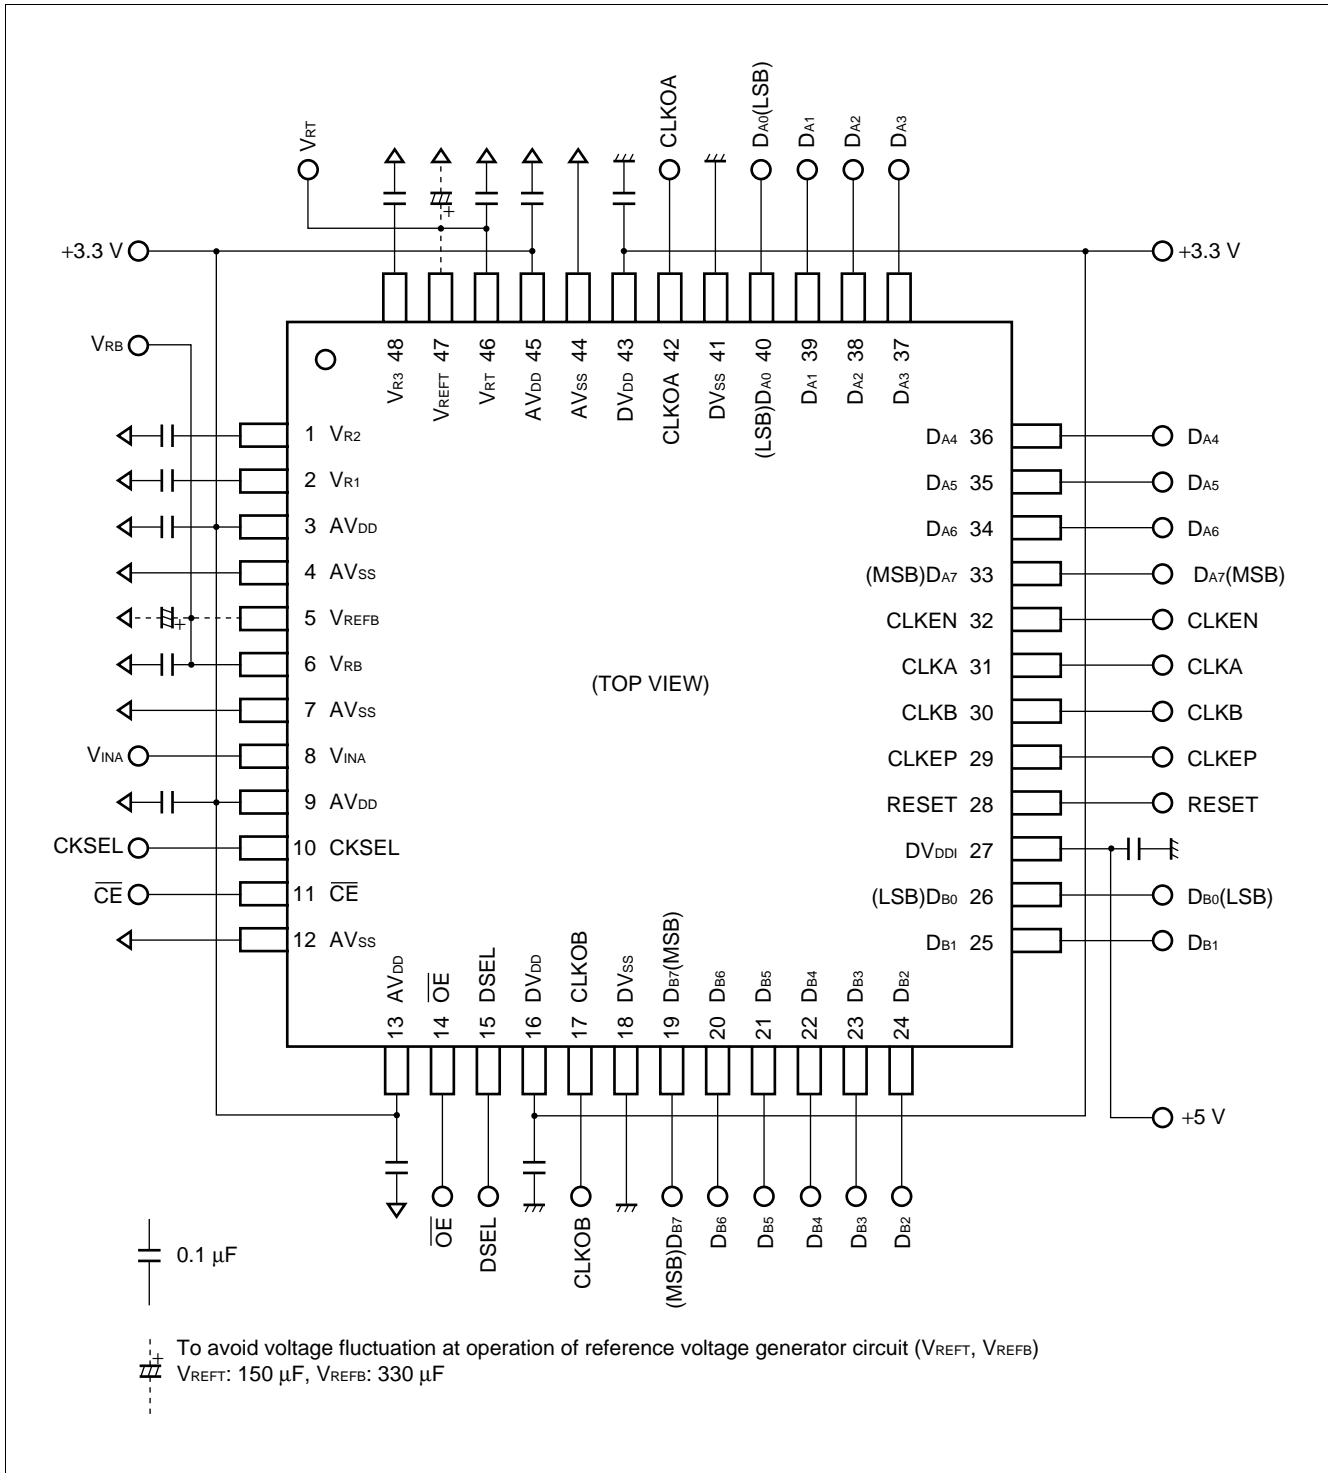 VRT
CLKOA
DA0(LSB)
DA1
DA2
DA3
+
+3.3 V
+3.3 V
VRB
48
47
46
45
44
43
42
41
40
39
38
37
VR3
VREFT
VRT
AVDD
AVSS
DVDD
CLKOA
DVSS
(LSB)DA0
DA1
DA2
DA3
1 VR2
2 VR1
3 AVDD
4 AVSS
+
5 VREFB
6 VRB
7 AVSS
VINA
8 VINA
9 AVDD
CKSEL
10 CKSEL
CE
11 CE
12 AVSS
(TOP VIEW)
DA4 36
DA4
DA5 35
DA5
DA6 34
DA6
(MSB)DA7 33
DA7(MSB)
CLKEN 32
CLKEN
CLKA 31
CLKA
CLKB 30
CLKB
CLKEP 29
CLKEP
RESET 28
RESET
DVDDI 27
(LSB)DB0 26
DB0(LSB)
DB1 25
DB1
AVDD
OE
DSEL
DVDD
CLKOB
DVSS
DB7(MSB)
DB6
DB5
DB4
DB3
DB2
13
14
15
16
17
18
19
20
21
22
23
24
+5 V
OE
DSEL
CLKOB
(MSB)DB7
DB6
DB5
DB4
DB3
DB2
0.1 µF
+
To avoid voltage fluctuation at operation of reference voltage generator circuit (VREFT, VREFB)
VREFT: 150 µF, VREFB: 330 µF